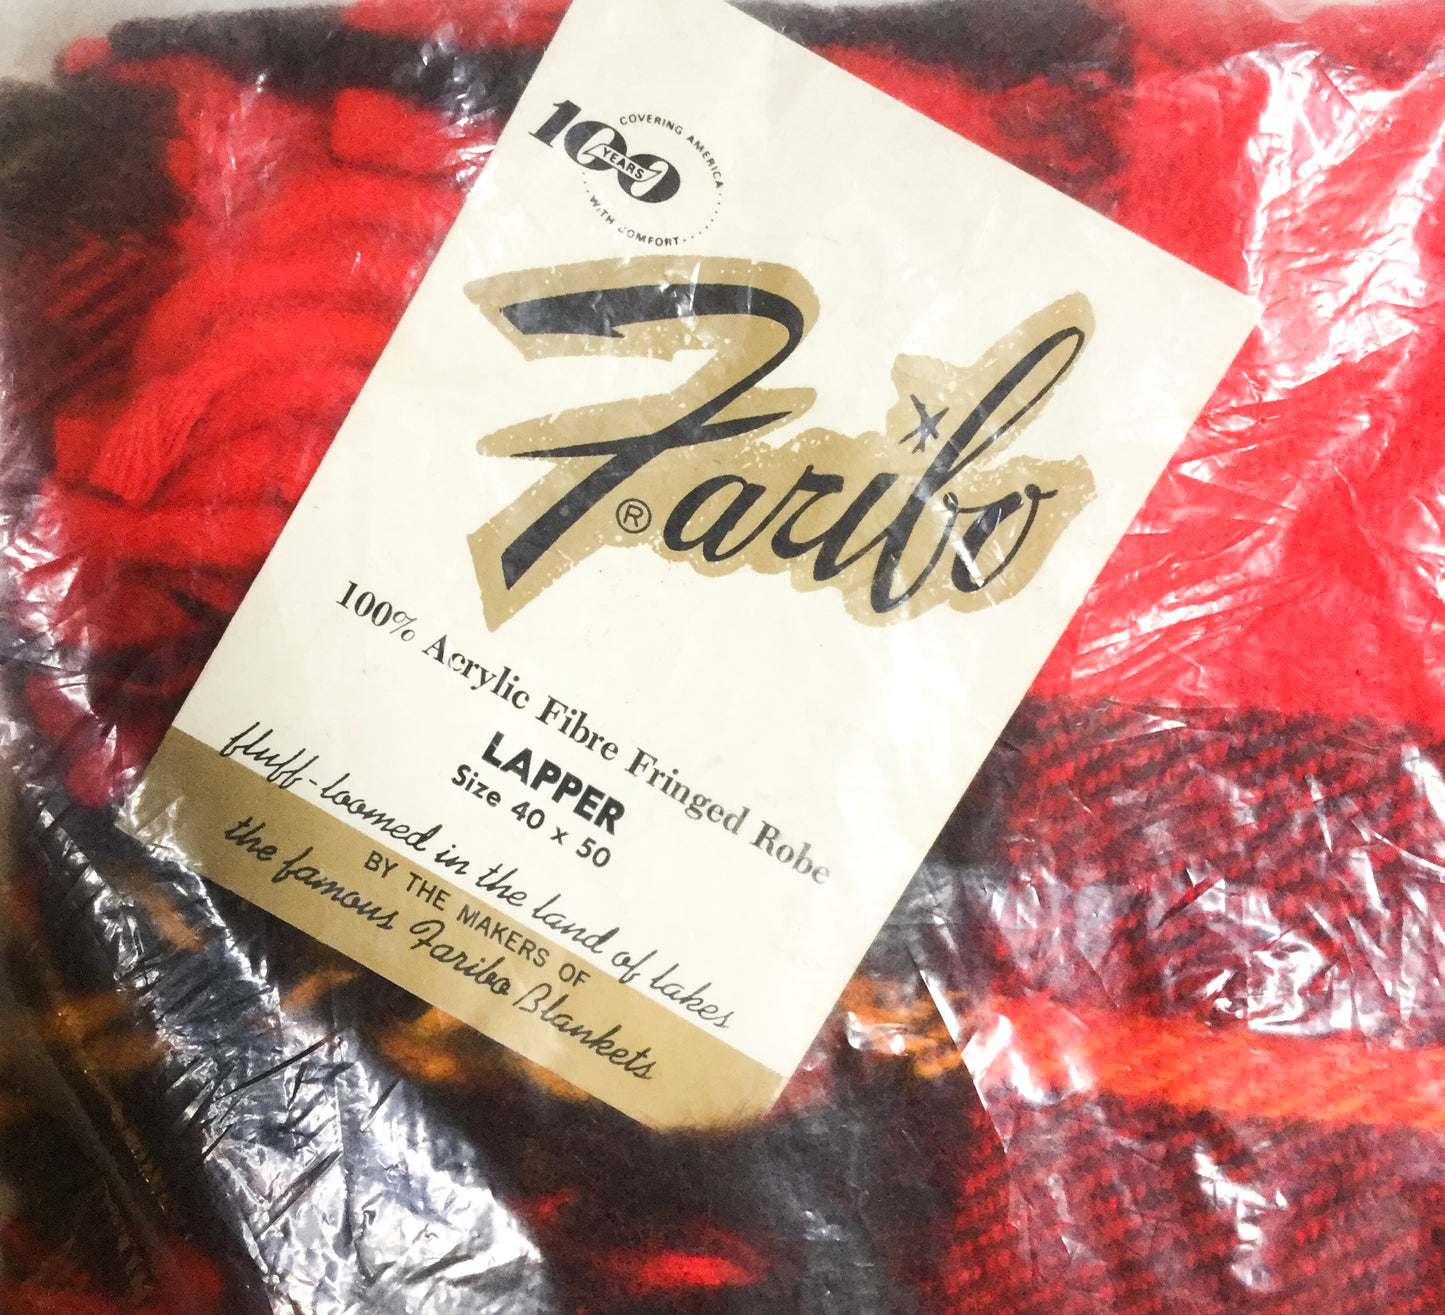 100
YEARS
COVERING AMERICA
WITH COMFORT
Faribo
®
100% Acrylic Fibre Fringed Robe
LAPPER
Size 40 x 50
fluff-loomed in the land of lakes
BY THE MAKERS OF
the famous Faribo Blankets